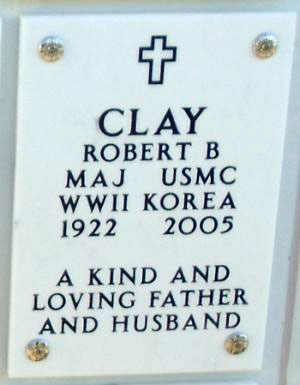 CLAY
ROBERT B
MAJ USMC
WWII KOREA
1922 2005
A KIND AND
LOVING FATHER
AND HUSBAND